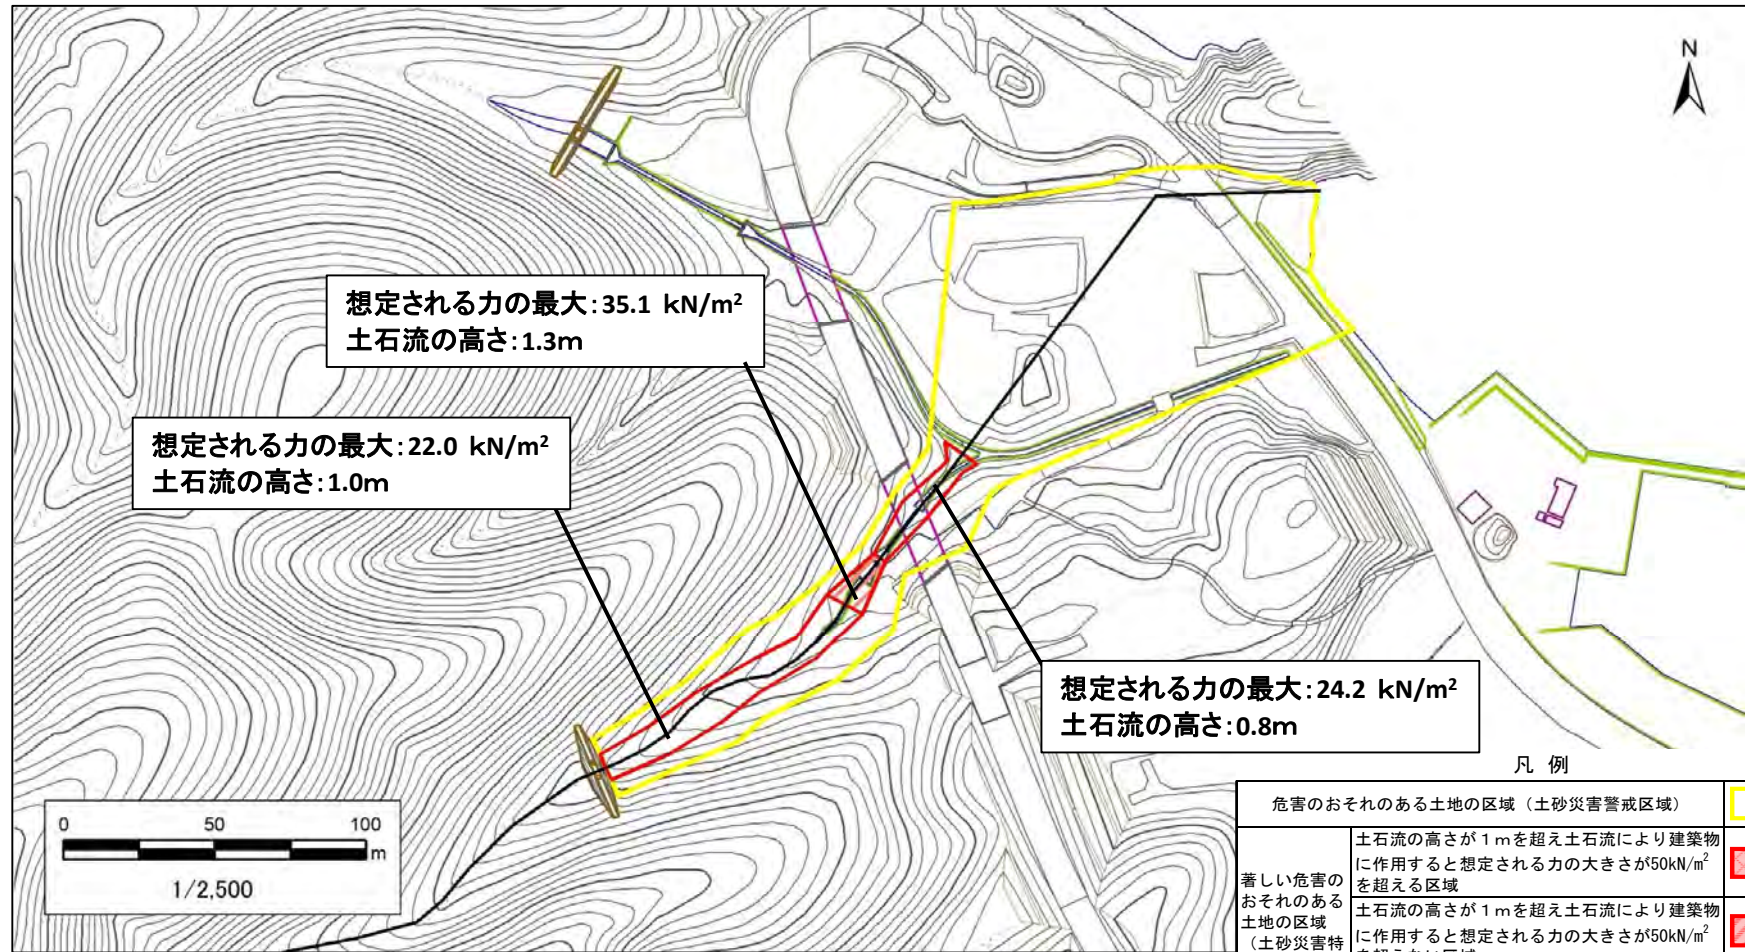 N
想定される力の最大:35.1 kN/m²
土石流の高さ:1.3m
想定される力の最大:22.0 kN/m²
土石流の高さ:1.0m
想定される力の最大:24.2 kN/m²
土石流の高さ:0.8m
0 50 100
m
1/2,500
凡 例
危害のおそれのある土地の区域（土砂災害警戒区域）
著しい危害の
おそれのある
土地の区域
（土砂災害特
土石流の高さが１ｍを超え土石流により建築物
に作用すると想定される力の大きさが50kN/㎡
を超える区域
土石流の高さが１ｍを超え土石流により建築物
に作用すると想定される力の大きさが50kN/㎡